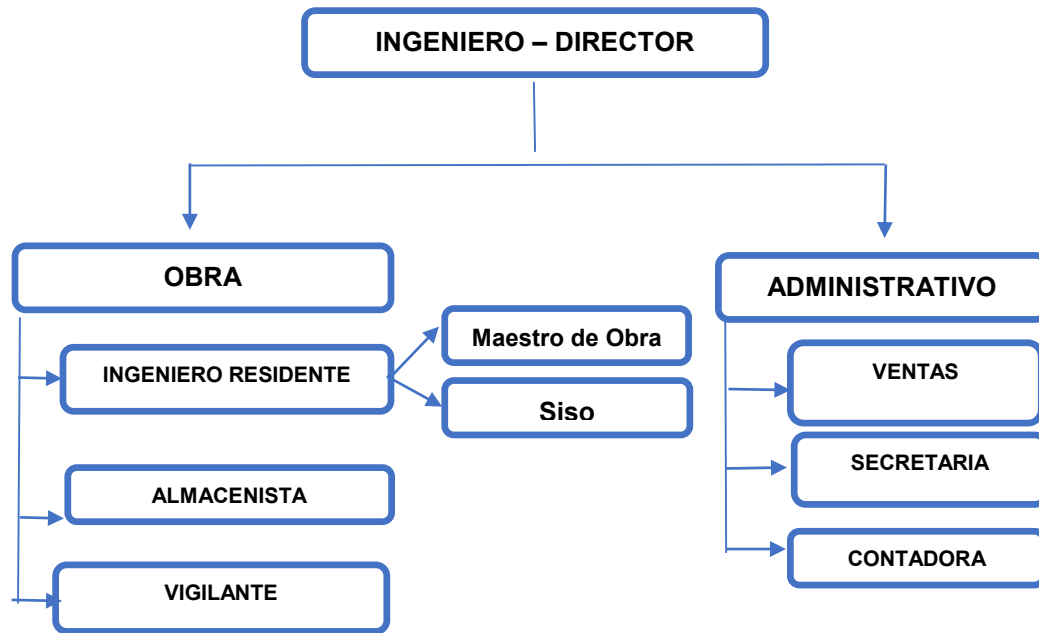 INGENIERO – DIRECTOR
OBRA
ADMINISTRATIVO
INGENIERO RESIDENTE
Maestro de Obra
Siso
ALMACENISTA
VIGILANTE
VENTAS
SECRETARIA
CONTADORA